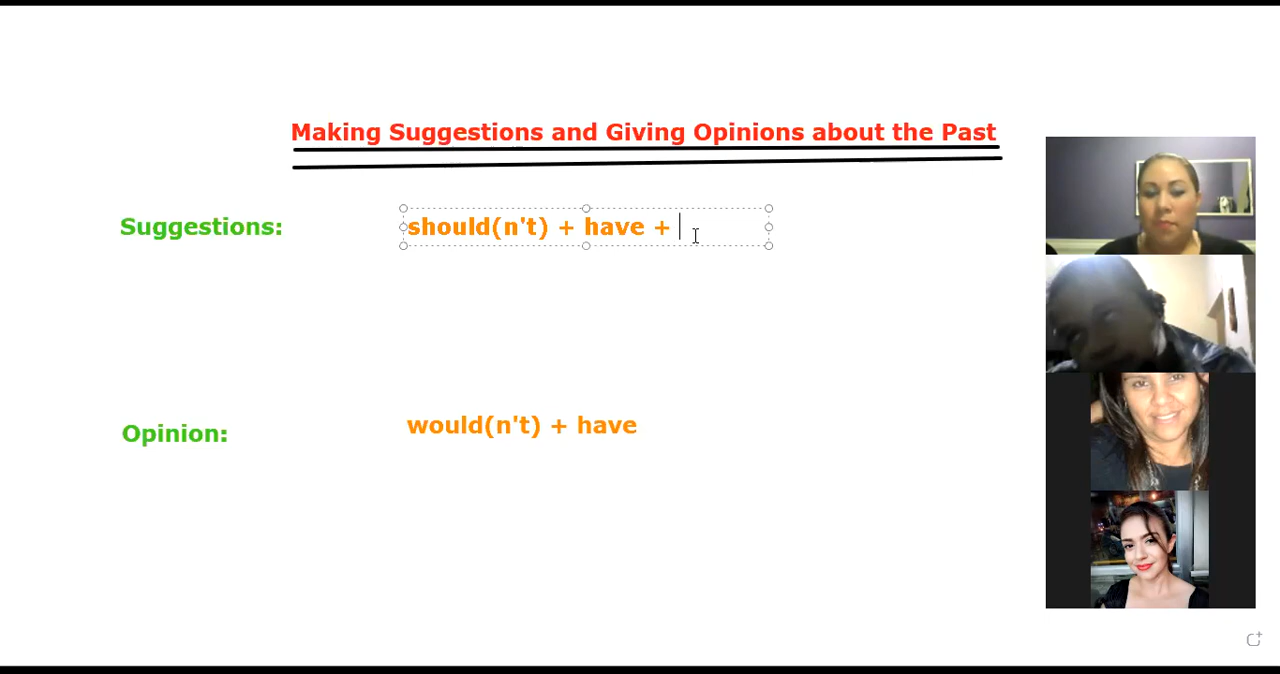 Making Suggestions and Giving Opinions about the Past
Suggestions: should(n't) + have +
Opinion: would(n't) + have